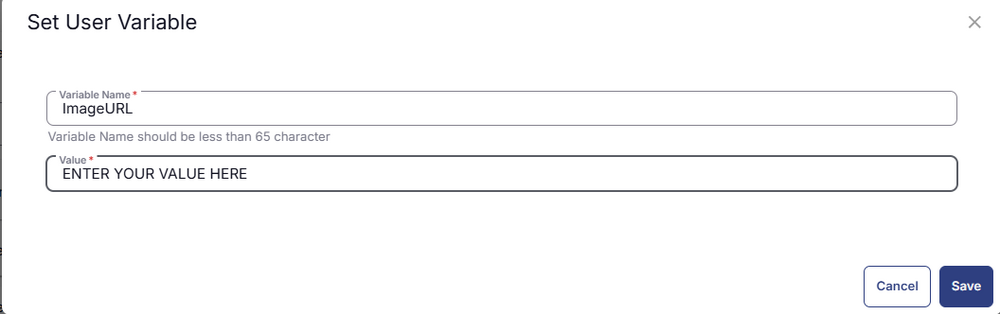 Set User Variable
Variable Name *
ImageURL
Variable Name should be less than 65 character
Value *
ENTER YOUR VALUE HERE
Cancel Save